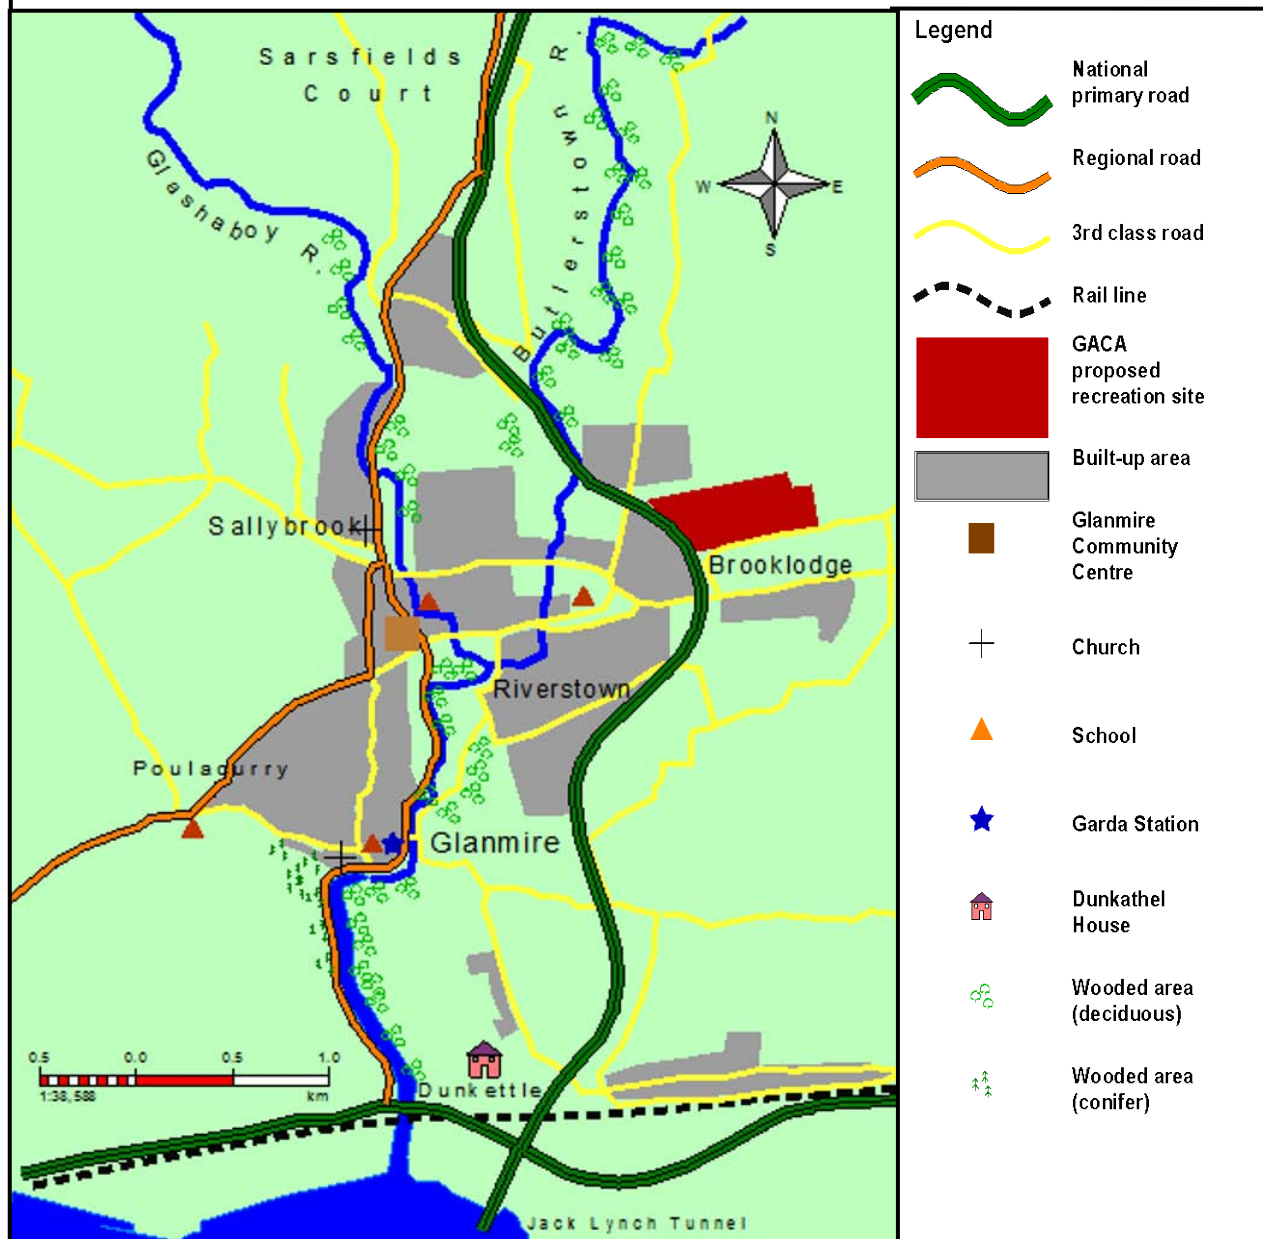 Sarsfields
Court
Glashaboy R.
Butlerstown R.
N
W
E
S
Sallybrook
Brooklodge
Riverstown
Poulacurry
Glanmire
0.5 0.0 0.5 1.0
1:38,588 km
Dunkettle
Jack Lynch Tunnel
Legend
National
primary road
Regional road
3rd class road
Rail line
GACA
proposed
recreation site
Built-up area
Glanmire
Community
Centre
Church
School
Garda Station
Dunkathel
House
Wooded area
(deciduous)
Wooded area
(conifer)